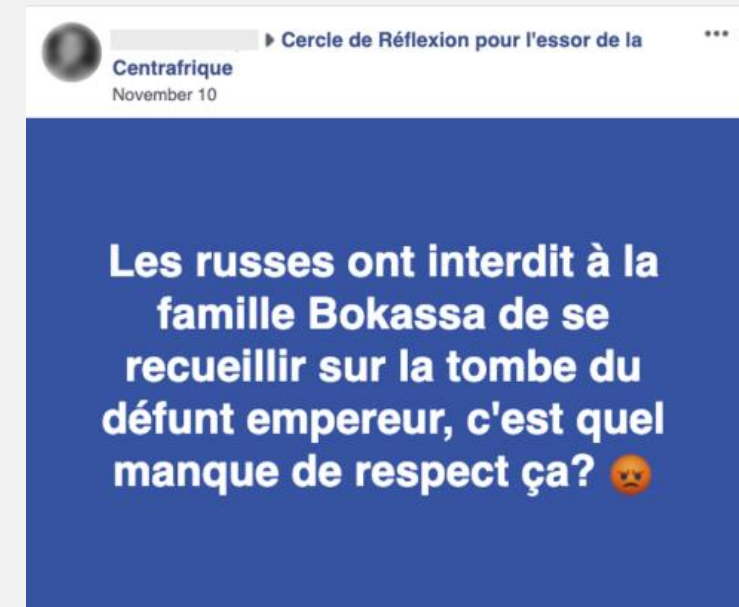 ▸ Cercle de Réflexion pour l'essor de la
Centrafrique
November 10
Les russes ont interdit à la
famille Bokassa de se
recueillir sur la tombe du
défunt empereur, c'est quel
manque de respect ça? 😡